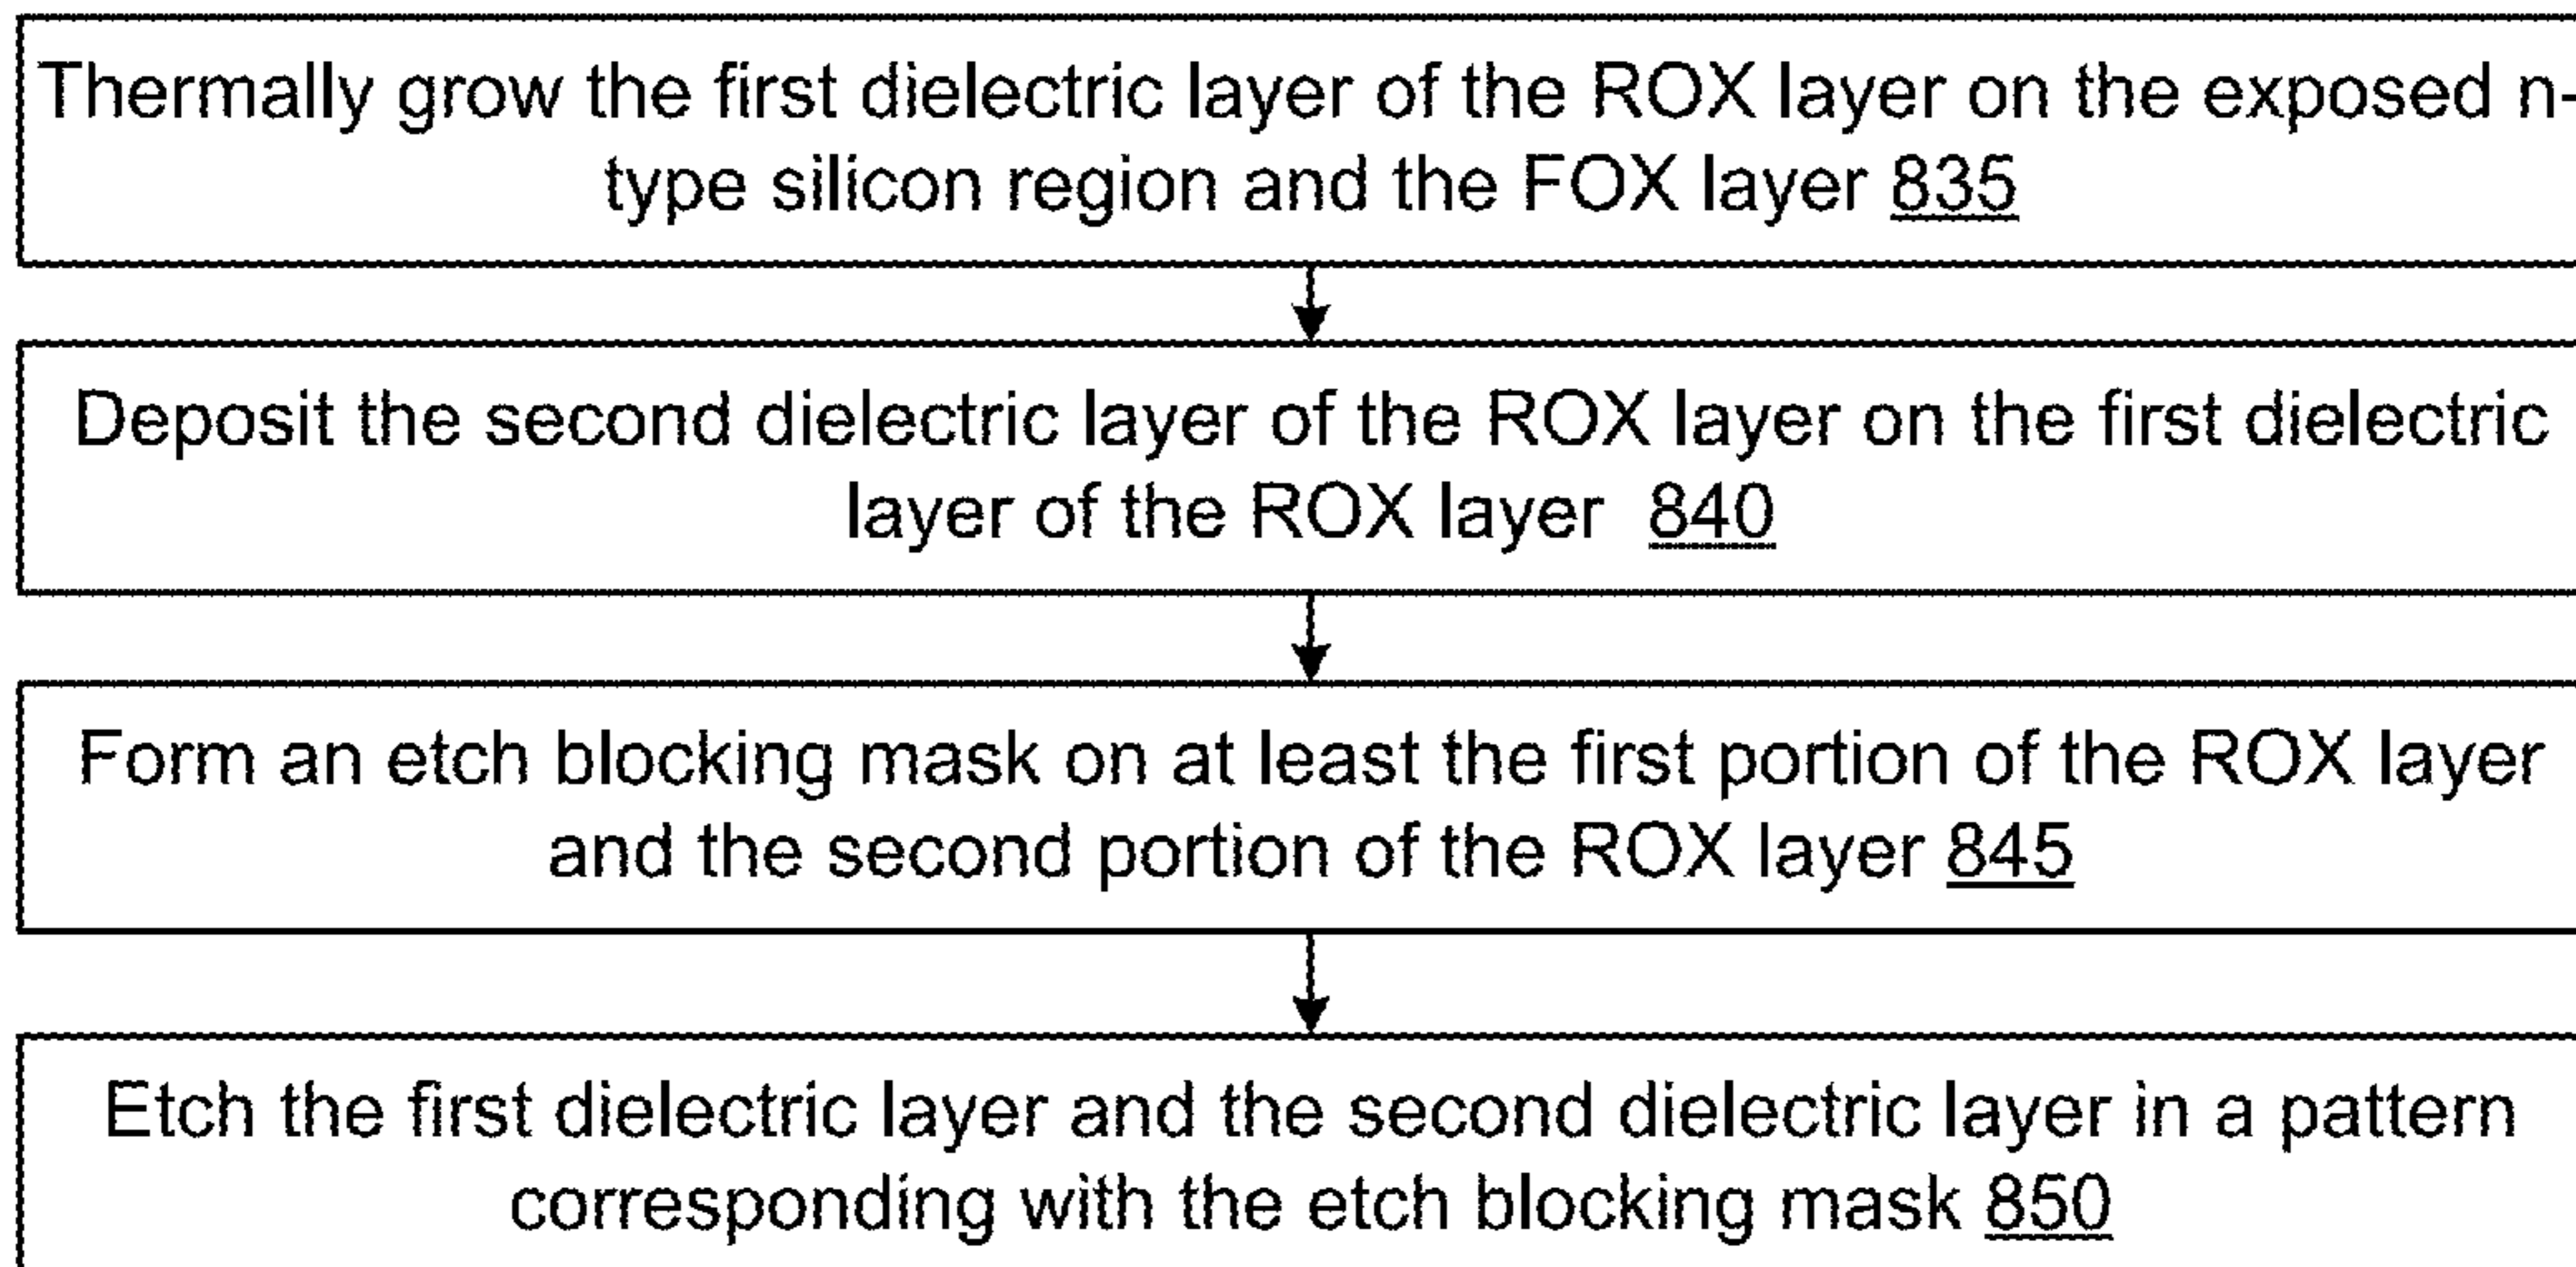 Thermally grow the first dielectric layer of the ROX layer on the exposed n-
type silicon region and the FOX layer 835
Deposit the second dielectric layer of the ROX layer on the first dielectric
layer of the ROX layer 840
Form an etch blocking mask on at least the first portion of the ROX layer
and the second portion of the ROX layer 845
Etch the first dielectric layer and the second dielectric layer in a pattern
corresponding with the etch blocking mask 850